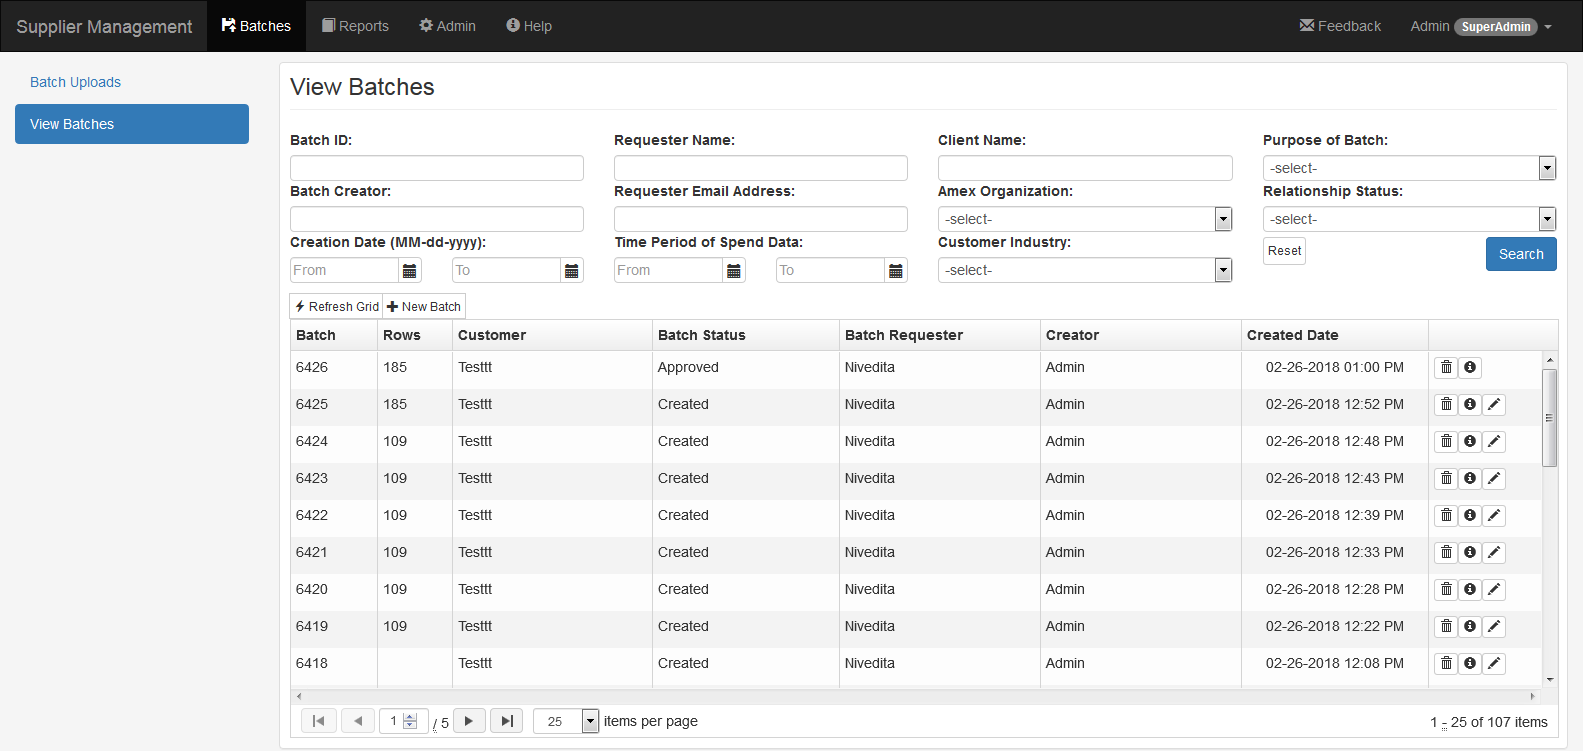 Supplier Management Batches Reports Admin Help Feedback Admin SuperAdmin
Batch Uploads
View Batches
View Batches
Batch ID: Requester Name: Client Name: Purpose of Batch:
-select-
Batch Creator: Requester Email Address: Amex Organization: Relationship Status:
-select- -select-
Creation Date (MM-dd-yyyy): Time Period of Spend Data: Customer Industry:
From To From To -select- Reset Search
Refresh Grid New Batch
Batch Rows Customer Batch Status Batch Requester Creator Created Date
6426 185 Testtt Approved Nivedita Admin 02-26-2018 01:00 PM
6425 185 Testtt Created Nivedita Admin 02-26-2018 12:52 PM
6424 109 Testtt Created Nivedita Admin 02-26-2018 12:48 PM
6423 109 Testtt Created Nivedita Admin 02-26-2018 12:43 PM
6422 109 Testtt Created Nivedita Admin 02-26-2018 12:39 PM
6421 109 Testtt Created Nivedita Admin 02-26-2018 12:33 PM
6420 109 Testtt Created Nivedita Admin 02-26-2018 12:28 PM
6419 109 Testtt Created Nivedita Admin 02-26-2018 12:22 PM
6418 Testtt Created Nivedita Admin 02-26-2018 12:08 PM
1 / 5 25 items per page 1 - 25 of 107 items